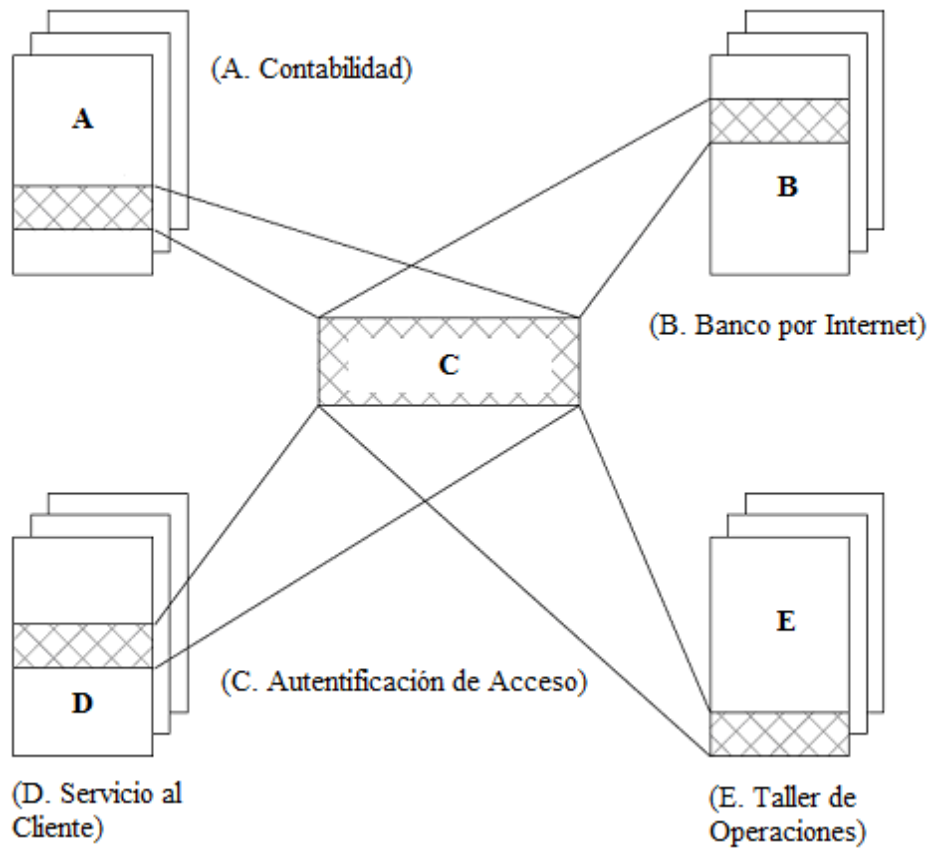 (A. Contabilidad)
A
B
(B. Banco por Internet)
C
E
(C. Autentificación de Acceso)
D
(D. Servicio al
Cliente)
(E. Taller de
Operaciones)